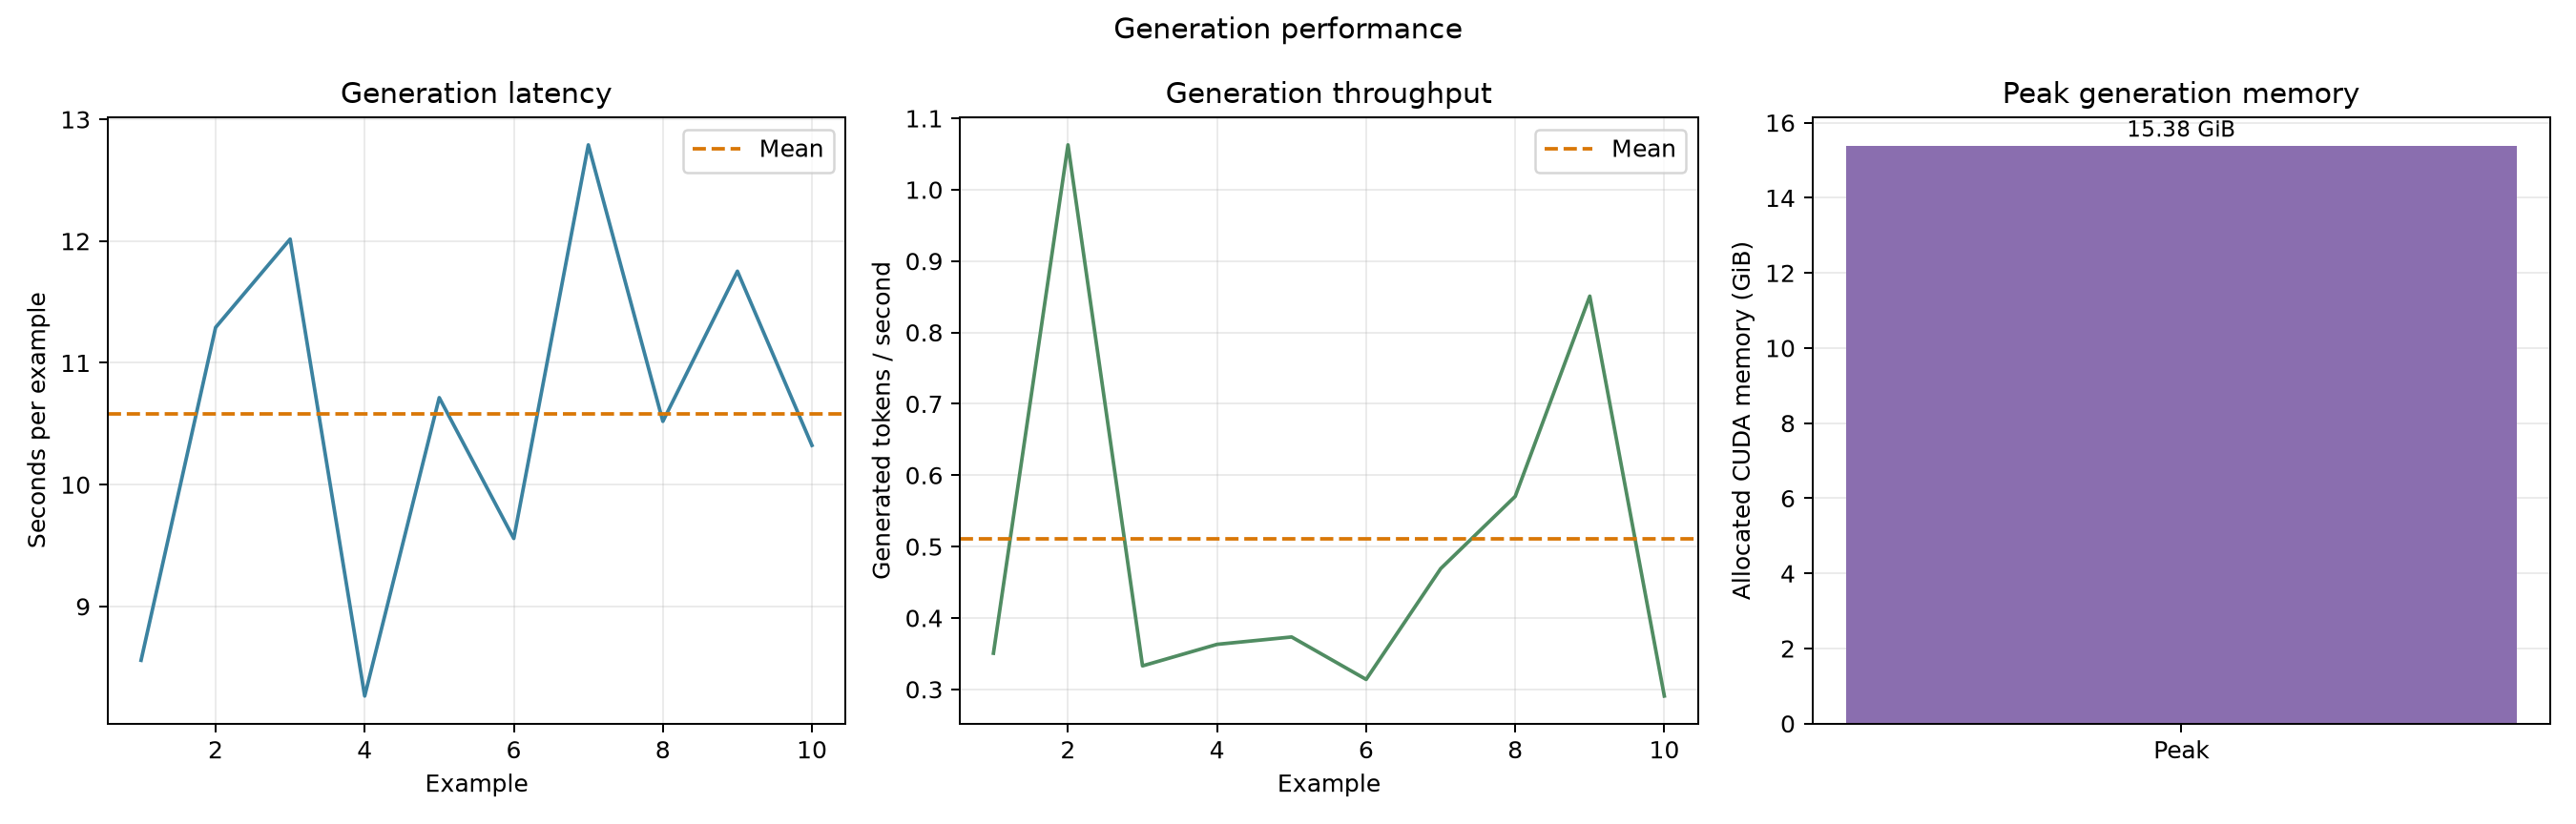 Generation performance
Generation latency
13
12
11
10
9
Seconds per example
2 4 6 8 10
Example
Mean
Generation throughput
1.1
1.0
0.9
0.8
0.7
0.6
0.5
0.4
0.3
Generated tokens / second
2 4 6 8 10
Example
Mean
Peak generation memory
16
14
12
10
8
6
4
2
0
Allocated CUDA memory (GiB)
15.38 GiB
Peak